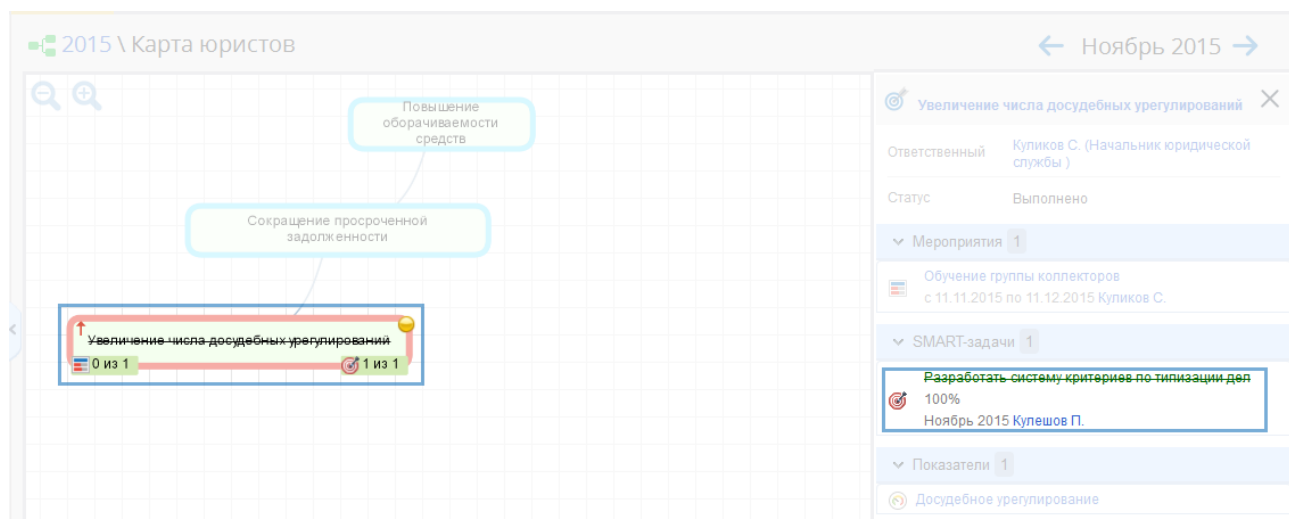 2015 \ Карта юристов
Ноябрь 2015
Повышение
оборачиваемости
средств
Сокращение просроченной
задолженности
Увеличение числа досудебных урегулирований
0 из 1
1 из 1
Увеличение числа досудебных урегулирований
Ответственный
Куликов С. (Начальник юридической
службы )
Статус
Выполнено
Мероприятия 1
Обучение группы коллекторов
с 11.11.2015 по 11.12.2015 Куликов С.
SMART-задачи 1
Разработать систему критериев по типизации дел
100%
Ноябрь 2015 Кулешов П.
Показатели 1
Досудебное урегулирование